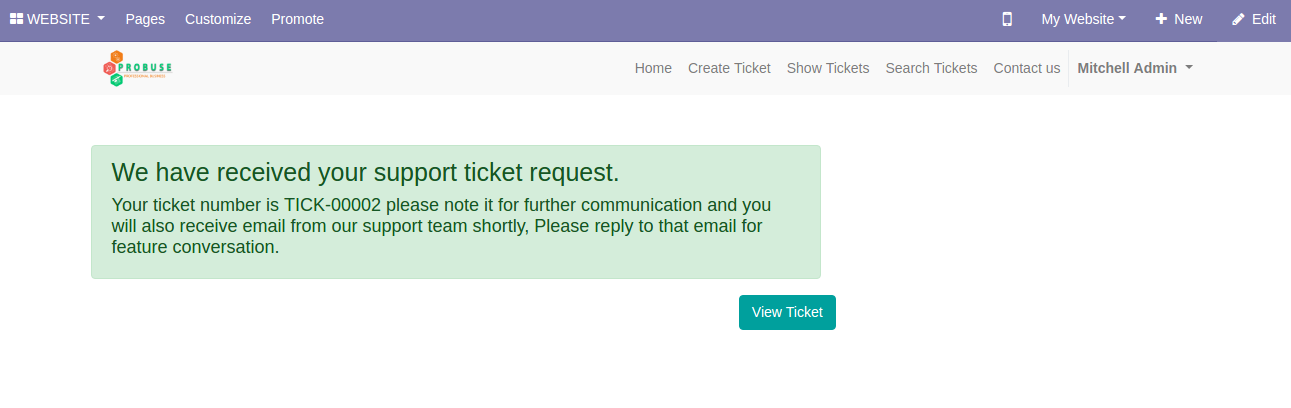 WEBSITE Pages Customize Promote My Website New Edit
PROBUSE
PROFESSIONAL BUSINESS
Home Create Ticket Show Tickets Search Tickets Contact us Mitchell Admin
We have received your support ticket request.
Your ticket number is TICK-00002 please note it for further communication and you
will also receive email from our support team shortly, Please reply to that email for
feature conversation.
View Ticket